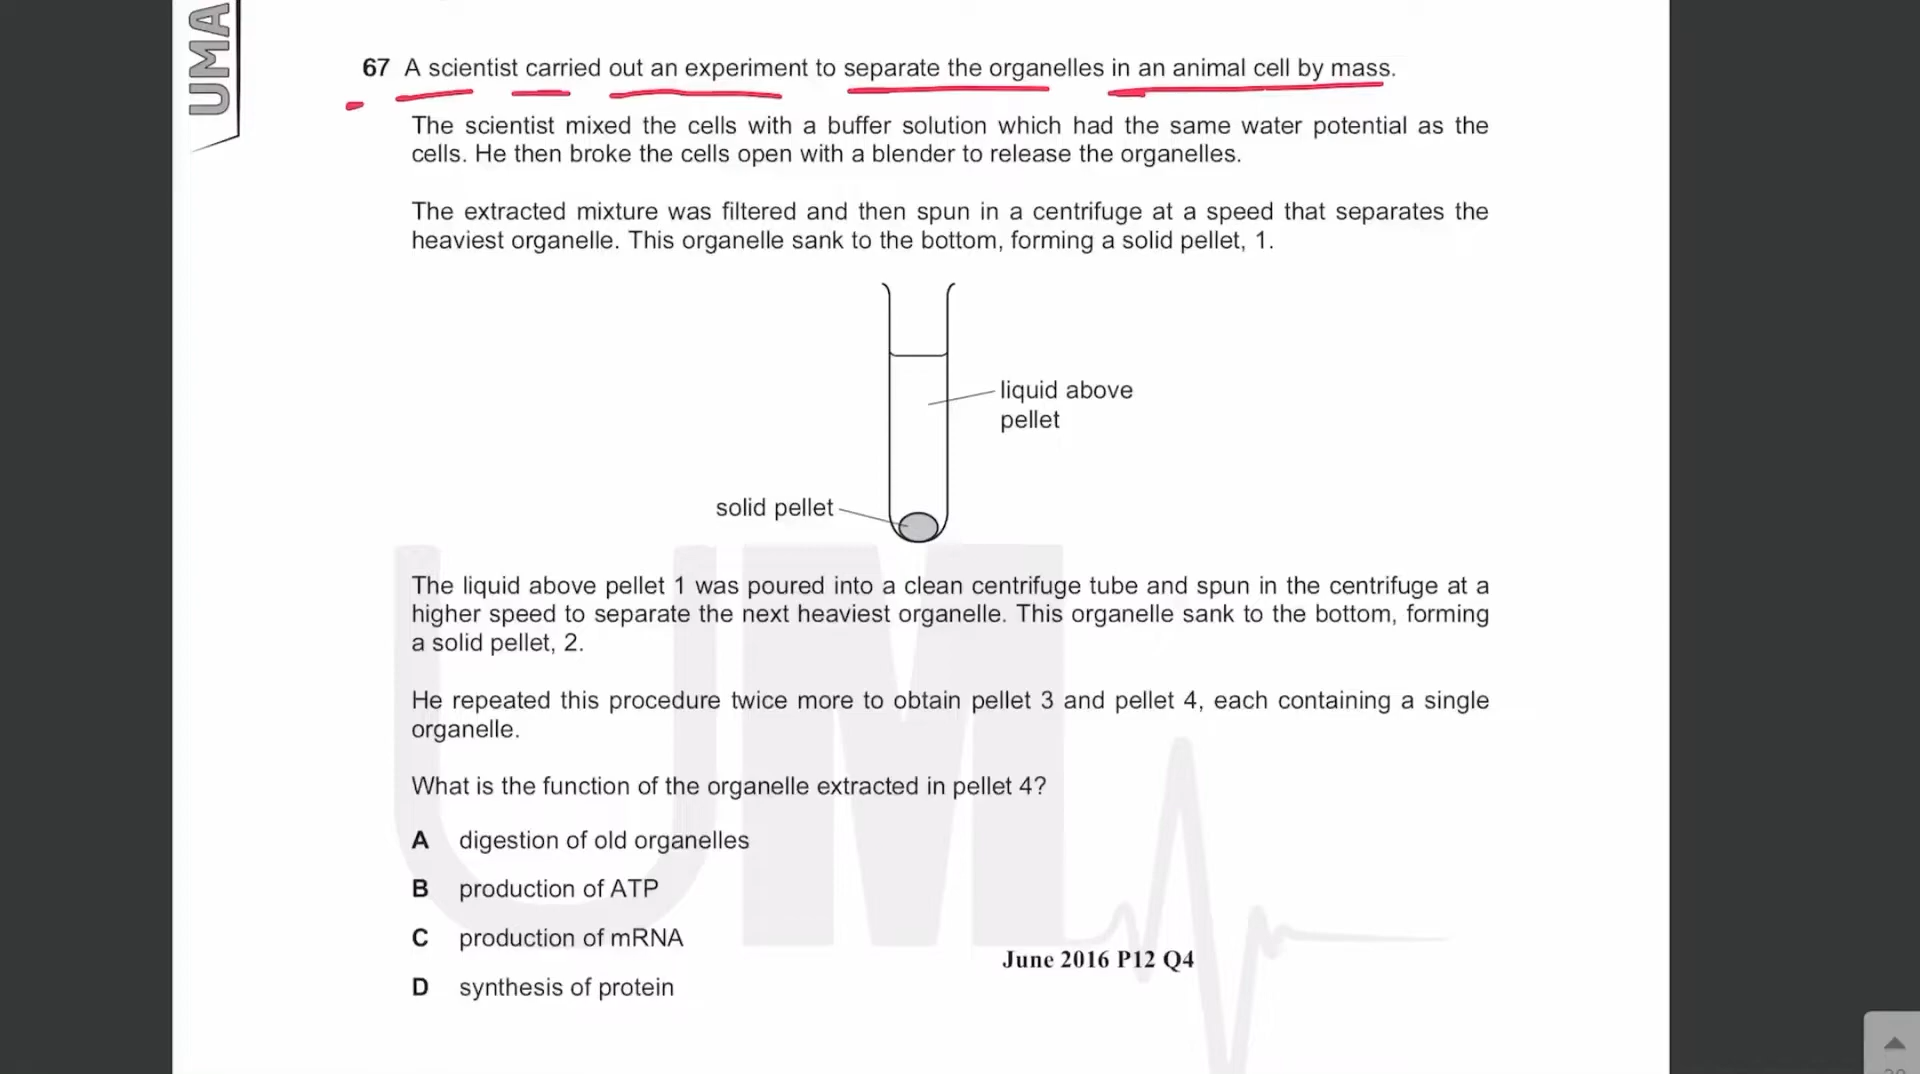 UMA
67 A scientist carried out an experiment to separate the organelles in an animal cell by mass.
The scientist mixed the cells with a buffer solution which had the same water potential as the
cells. He then broke the cells open with a blender to release the organelles.
The extracted mixture was filtered and then spun in a centrifuge at a speed that separates the
heaviest organelle. This organelle sank to the bottom, forming a solid pellet, 1.
liquid above
pellet
solid pellet
The liquid above pellet 1 was poured into a clean centrifuge tube and spun in the centrifuge at a
higher speed to separate the next heaviest organelle. This organelle sank to the bottom, forming
a solid pellet, 2.
He repeated this procedure twice more to obtain pellet 3 and pellet 4, each containing a single
organelle.
What is the function of the organelle extracted in pellet 4?
A digestion of old organelles
B production of ATP
C production of mRNA
D synthesis of protein
June 2016 P12 Q4
UM